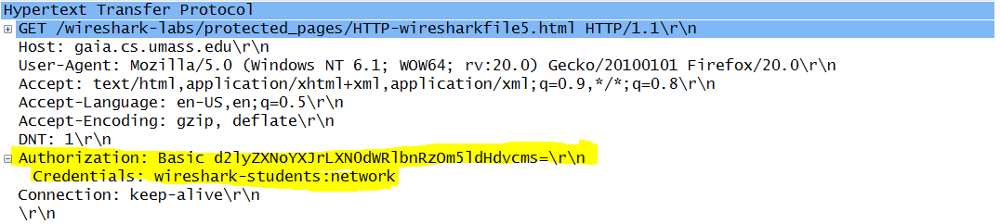 Hypertext Transfer Protocol
GET /wireshark-labs/protected_pages/HTTP-wiresharkfile5.html HTTP/1.1\r\n
Host: gaia.cs.umass.edu\r\n
User-Agent: Mozilla/5.0 (Windows NT 6.1; WOW64; rv:20.0) Gecko/20100101 Firefox/20.0\r\n
Accept: text/html,application/xhtml+xml,application/xml;q=0.9,*/*;q=0.8\r\n
Accept-Language: en-US,en;q=0.5\r\n
Accept-Encoding: gzip, deflate\r\n
DNT: 1\r\n
Authorization: Basic d2lyZXNoYXJrLXN0dWRlbnRzOm5ldHdvcms=\r\n
Credentials: wireshark-students:network
Connection: keep-alive\r\n
\r\n